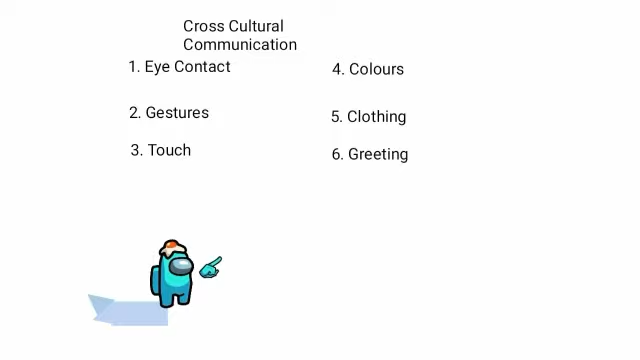 Cross Cultural
Communication
1. Eye Contact
2. Gestures
3. Touch
4. Colours
5. Clothing
6. Greeting